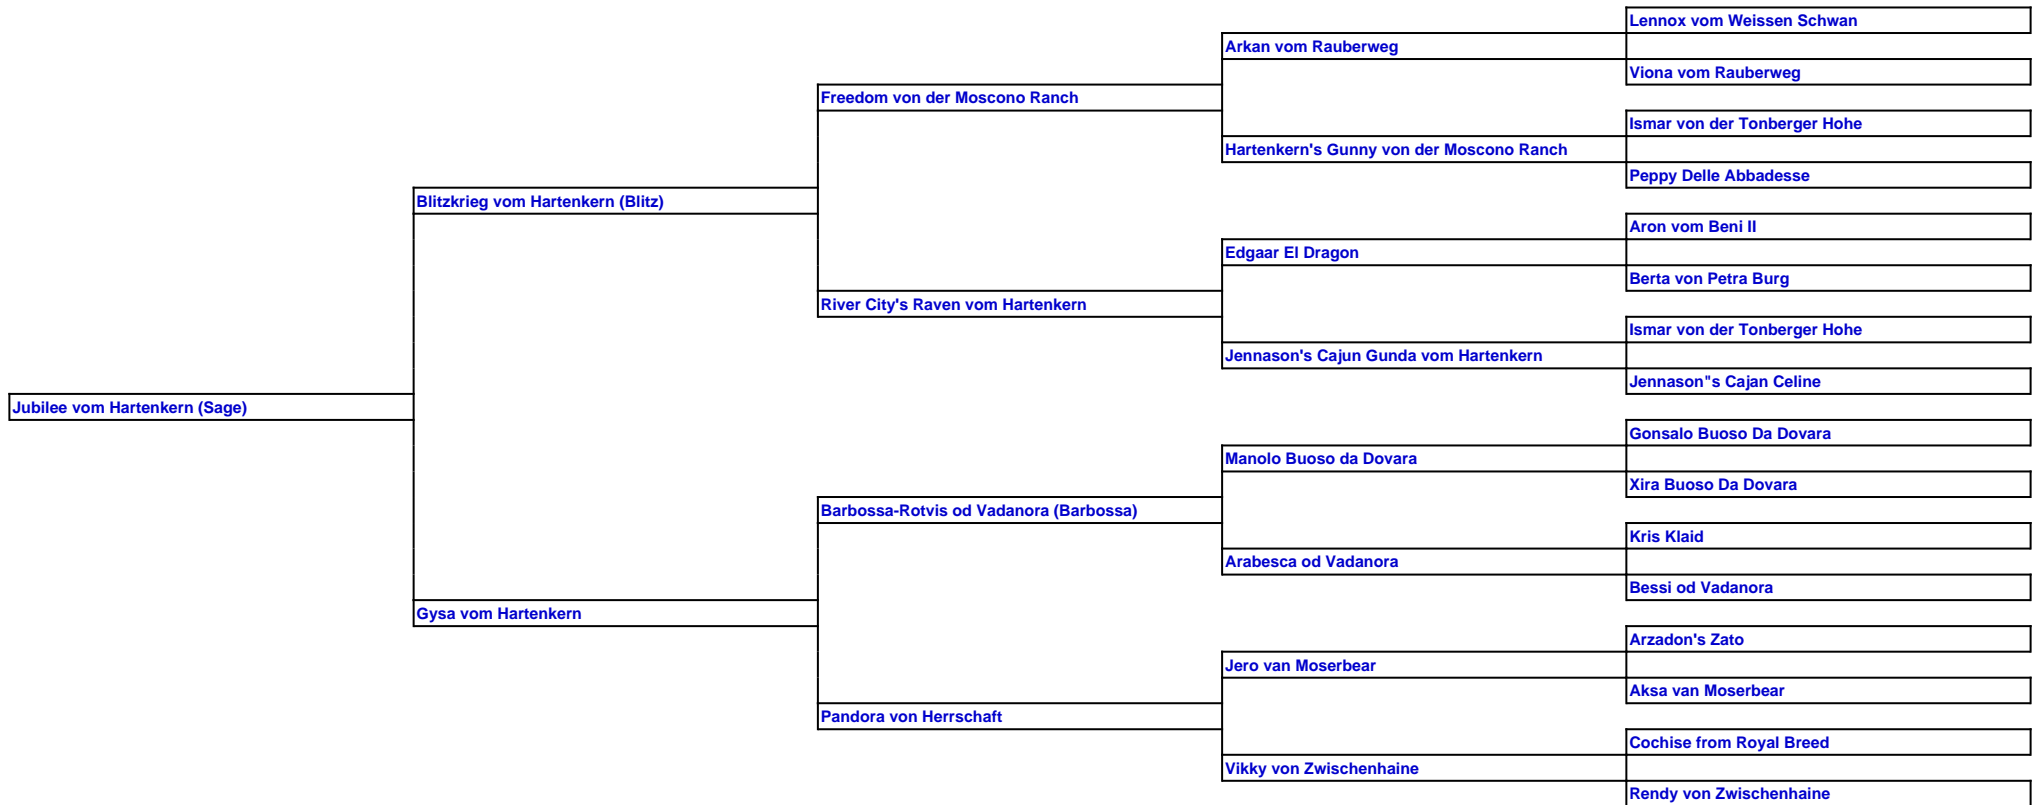 Lennox vom Weissen Schwan
Arkan vom Rauberweg
Viona vom Rauberweg
Freedom von der Moscono Ranch
Ismar von der Tonberger Hohe
Hartenkern's Gunny von der Moscono Ranch
Peppy Delle Abbadesse
Blitzkrieg vom Hartenkern (Blitz)
Aron vom Beni II
Edgaar El Dragon
Berta von Petra Burg
River City's Raven vom Hartenkern
Ismar von der Tonberger Hohe
Jennason's Cajun Gunda vom Hartenkern
Jennason"s Cajan Celine
Jubilee vom Hartenkern (Sage)
Gonsalo Buoso Da Dovara
Manolo Buoso da Dovara
Xira Buoso Da Dovara
Barbossa-Rotvis od Vadanora (Barbossa)
Kris Klaid
Arabesca od Vadanora
Bessi od Vadanora
Gysa vom Hartenkern
Arzadon's Zato
Jero van Moserbear
Aksa van Moserbear
Pandora von Herrschaft
Cochise from Royal Breed
Vikky von Zwischenhaine
Rendy von Zwischenhaine